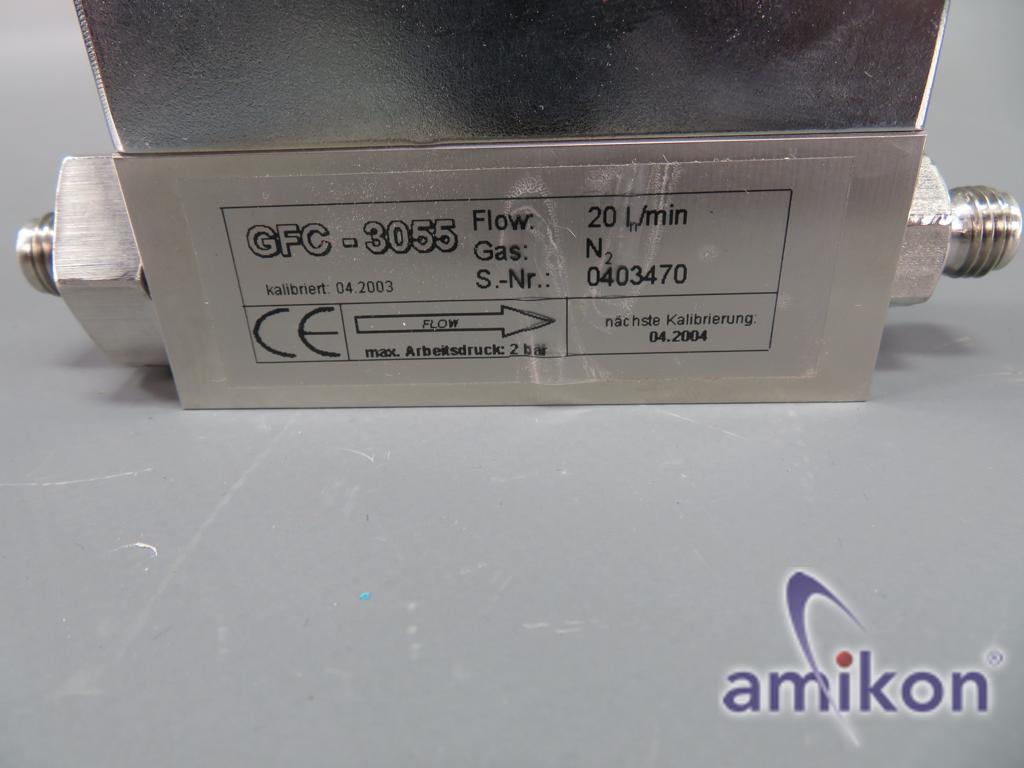 GFC - 3055
Flow: 20 lₙ/min
Gas: N₂
S.-Nr.: 0403470
kalibriert: 04.2003
CE
FLOW
max. Arbeitsdruck: 2 bar
nächste Kalibrierung:
04.2004
amikon®